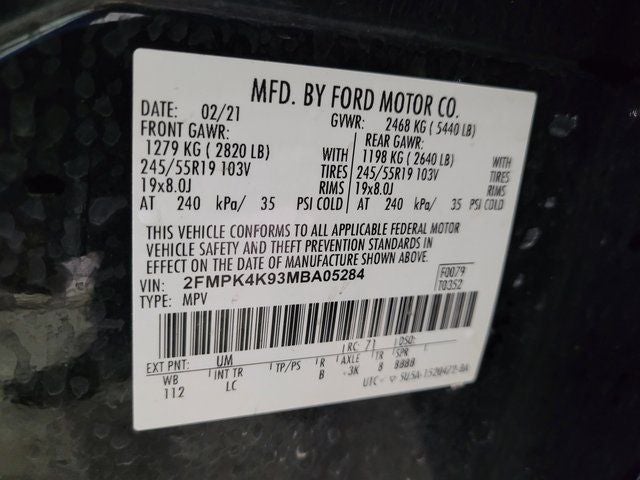 MFD. BY FORD MOTOR CO.
DATE: 02/21 GVWR: 2468 KG ( 5440 LB)
FRONT GAWR: REAR GAWR:
1279 KG ( 2820 LB) WITH 1198 KG ( 2640 LB) WITH
245/55R19 103V TIRES 245/55R19 103V TIRES
19x8.0J RIMS 19x8.0J RIMS
AT 240 kPa/ 35 PSI COLD AT 240 kPa/ 35 PSI COLD
THIS VEHICLE CONFORMS TO ALL APPLICABLE FEDERAL MOTOR
VEHICLE SAFETY AND THEFT PREVENTION STANDARDS IN
EFFECT ON THE DATE OF MANUFACTURE SHOWN ABOVE.
VIN: 2FMPK4K93MBA05284 F0079
TYPE: MPV T0352
EXT PNT: UM RC: 71 DSO:
WB INT TR TP/PS R AXLE TR SPR
112 LC B 3K 8 8888
UTC